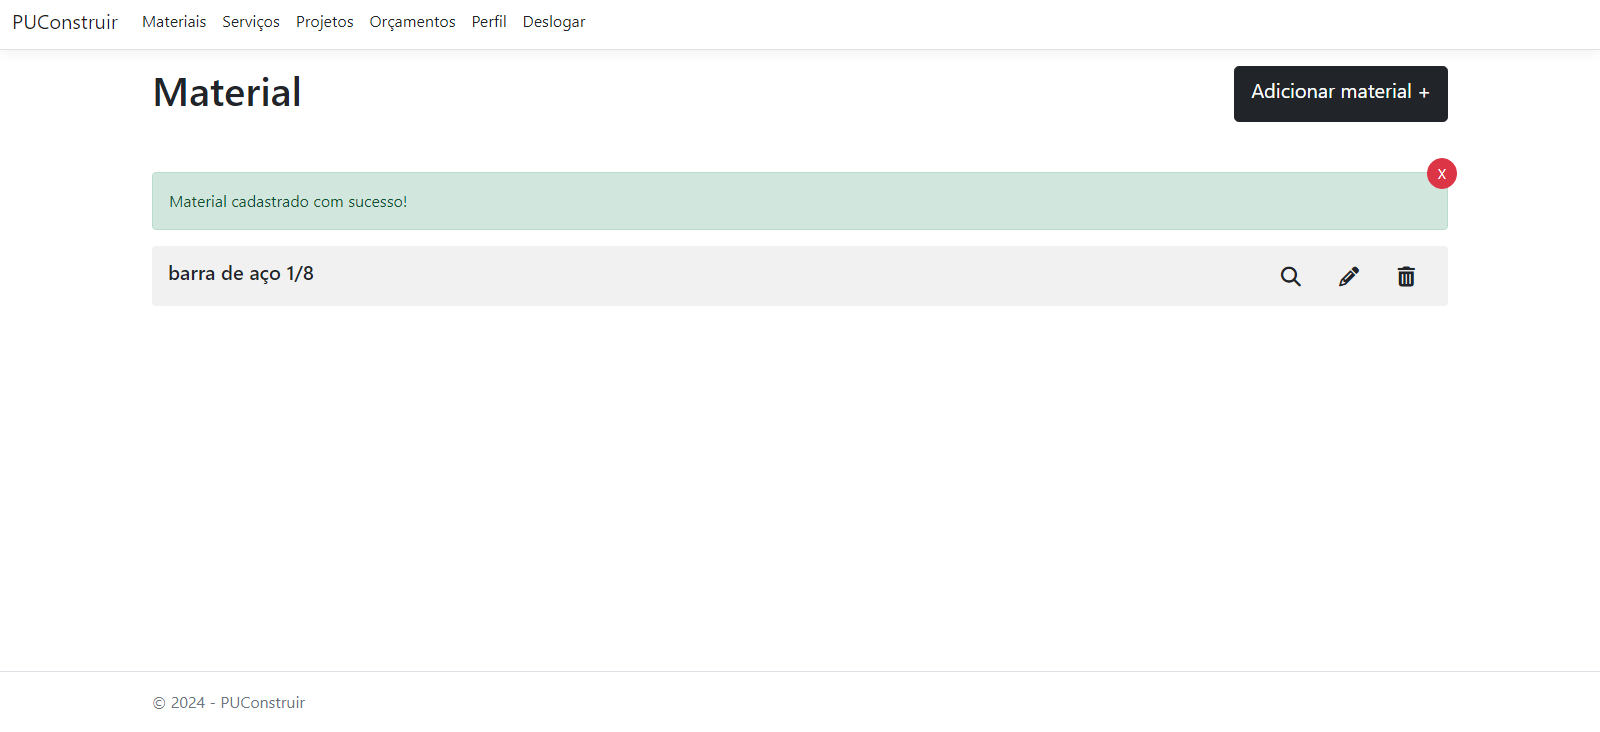 PUConstruir Materiais Serviços Projetos Orçamentos Perfil Deslogar
Material
Adicionar material +
X
Material cadastrado com sucesso!
barra de aço 1/8
© 2024 - PUConstruir